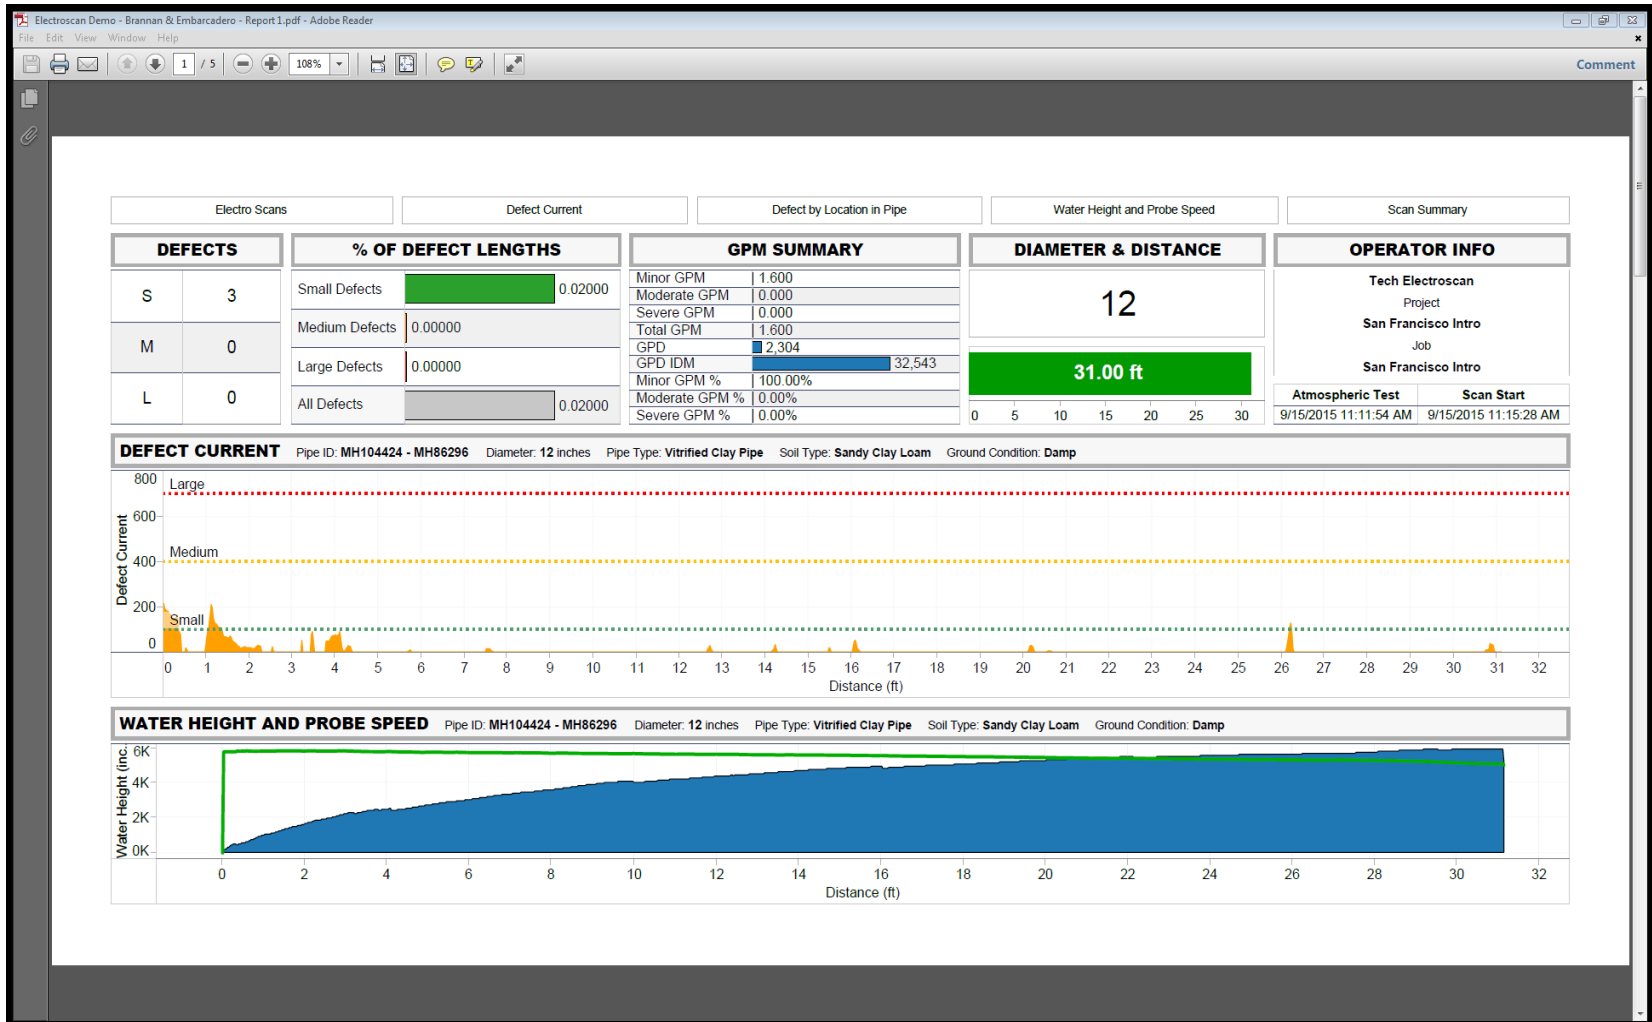 Electroscan Demo - Brannan & Embarcadero - Report 1.pdf - Adobe Reader
File Edit View Window Help
1 / 5 108% Comment
Electro Scans Defect Current Defect by Location in Pipe Water Height and Probe Speed Scan Summary
DEFECTS
S 3
M 0
L 0
% OF DEFECT LENGTHS
Small Defects 0.02000
Medium Defects 0.00000
Large Defects 0.00000
All Defects 0.02000
GPM SUMMARY
Minor GPM 1.600
Moderate GPM 0.000
Severe GPM 0.000
Total GPM 1.600
GPD 2,304
GPD IDM 32,543
Minor GPM % 100.00%
Moderate GPM % 0.00%
Severe GPM % 0.00%
DIAMETER & DISTANCE
12
31.00 ft
0 5 10 15 20 25 30
OPERATOR INFO
Tech Electroscan
Project
San Francisco Intro
Job
San Francisco Intro
Atmospheric Test Scan Start
9/15/2015 11:11:54 AM 9/15/2015 11:15:28 AM
DEFECT CURRENT Pipe ID: MH104424 - MH86296 Diameter: 12 inches Pipe Type: Vitrified Clay Pipe Soil Type: Sandy Clay Loam Ground Condition: Damp
Defect Current
800
600
400
200
0
Large
Medium
Small
0 1 2 3 4 5 6 7 8 9 10 11 12 13 14 15 16 17 18 19 20 21 22 23 24 25 26 27 28 29 30 31 32
Distance (ft)
WATER HEIGHT AND PROBE SPEED Pipe ID: MH104424 - MH86296 Diameter: 12 inches Pipe Type: Vitrified Clay Pipe Soil Type: Sandy Clay Loam Ground Condition: Damp
Water Height (inc.
6K
4K
2K
0K
0 2 4 6 8 10 12 14 16 18 20 22 24 26 28 30 32
Distance (ft)